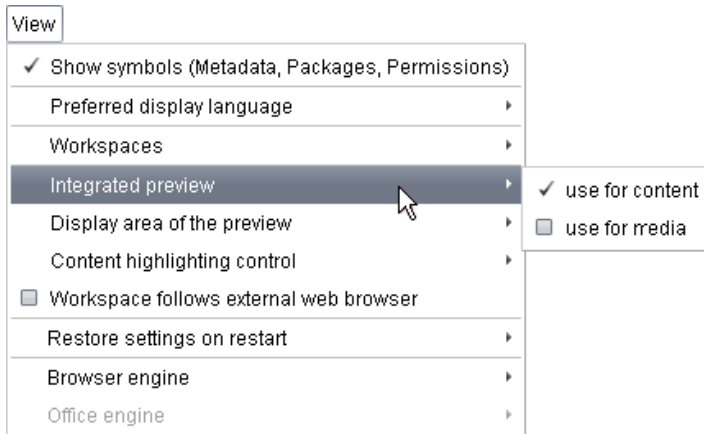 View
Show symbols (Metadata, Packages, Permissions)
Preferred display language
Workspaces
Integrated preview
use for content
use for media
Display area of the preview
Content highlighting control
Workspace follows external web browser
Restore settings on restart
Browser engine
Office engine